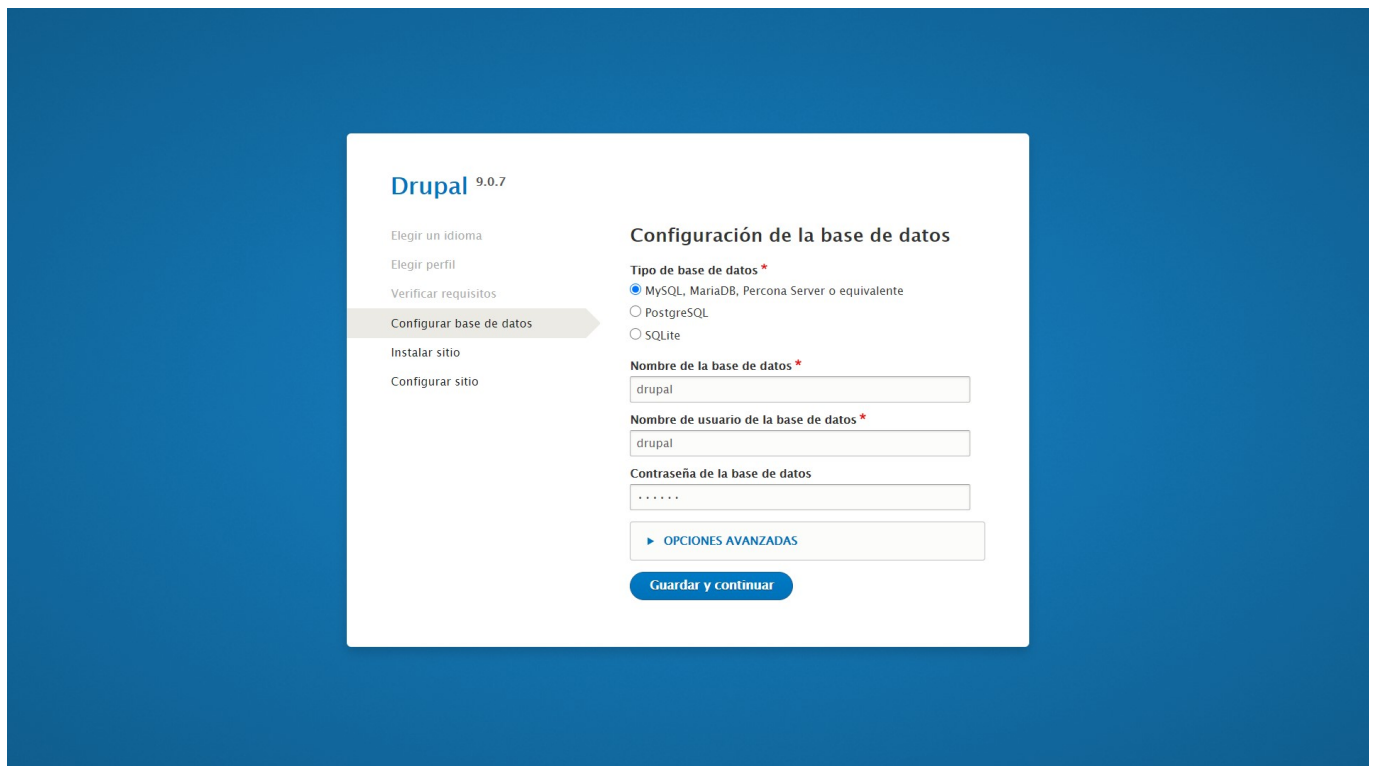 Drupal 9.0.7
Elegir un idioma
Elegir perfil
Verificar requisitos
Configurar base de datos
Instalar sitio
Configurar sitio
Configuración de la base de datos
Tipo de base de datos *
MySQL, MariaDB, Percona Server o equivalente
PostgreSQL
SQLite
Nombre de la base de datos *
drupal
Nombre de usuario de la base de datos *
drupal
Contraseña de la base de datos
······
OPCIONES AVANZADAS
Guardar y continuar